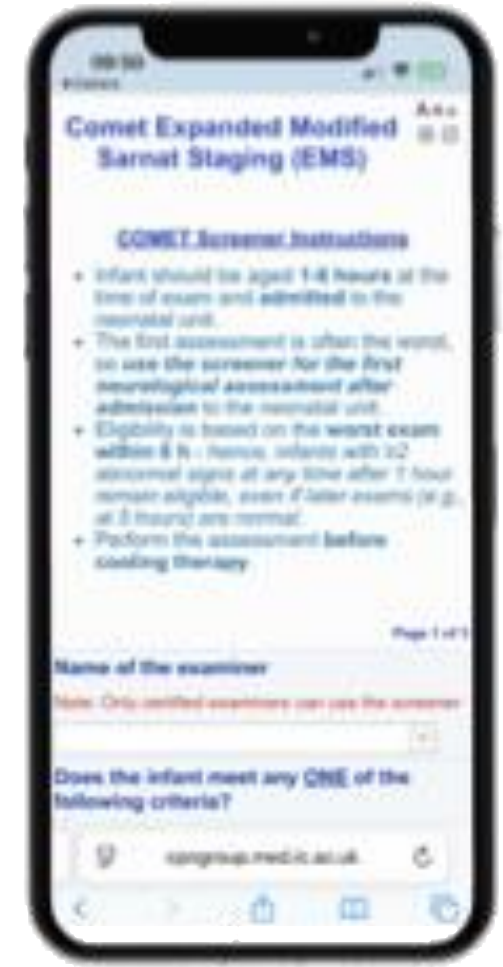 09:50
Comet Expanded Modified
Sarnat Staging (EMS)
COMET Screener Instructions
• Infant should be aged 1-6 hours at the
time of exam and admitted to the
neonatal unit.
• The first assessment is often the worst,
so use the screener for the first
neurological assessment after
admission to the neonatal unit.
• Eligibility is based on the worst exam
within 6 h - hence, infants with ≥2
abnormal signs at any time after 1 hour
remain eligible, even if later exams (e.g.,
at 5 hours) are normal.
• Perform the assessment before
cooling therapy
Page 1 of
Name of the examiner
Note: Only certified examiners can use the screener
Does the infant meet any ONE of the
following criteria?